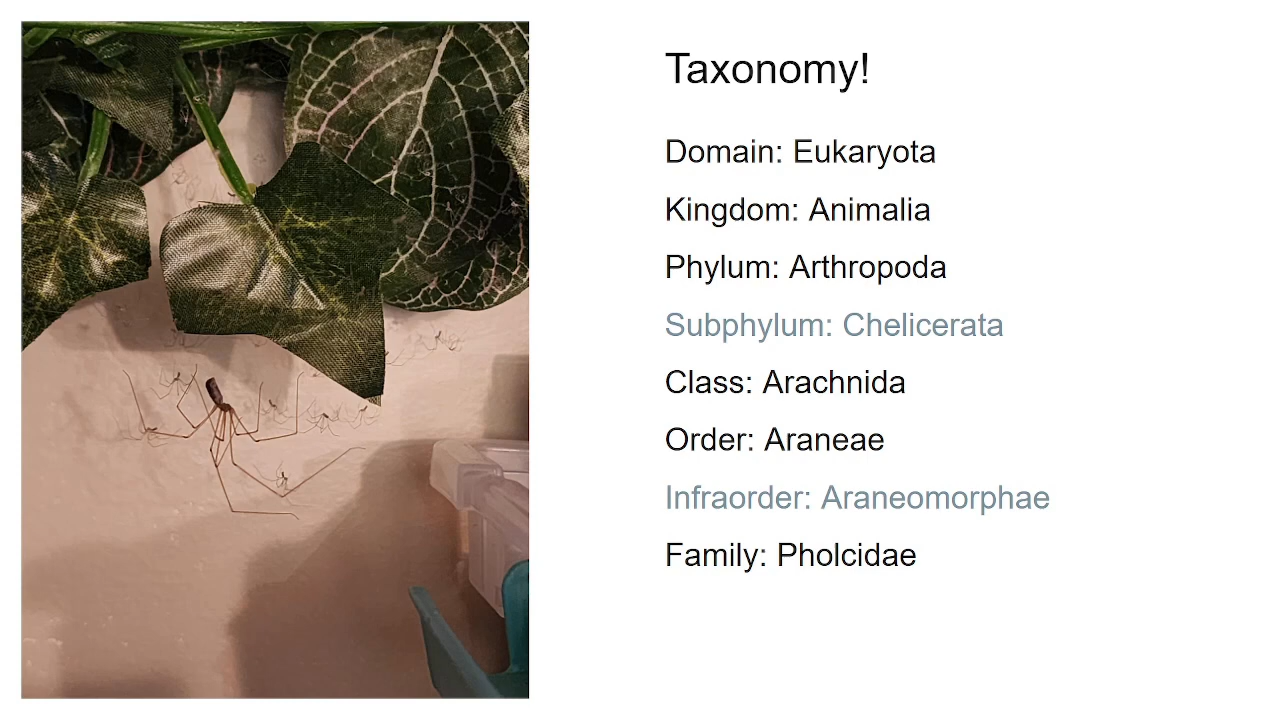 Taxonomy!
Domain: Eukaryota
Kingdom: Animalia
Phylum: Arthropoda
Subphylum: Chelicerata
Class: Arachnida
Order: Araneae
Infraorder: Araneomorphae
Family: Pholcidae